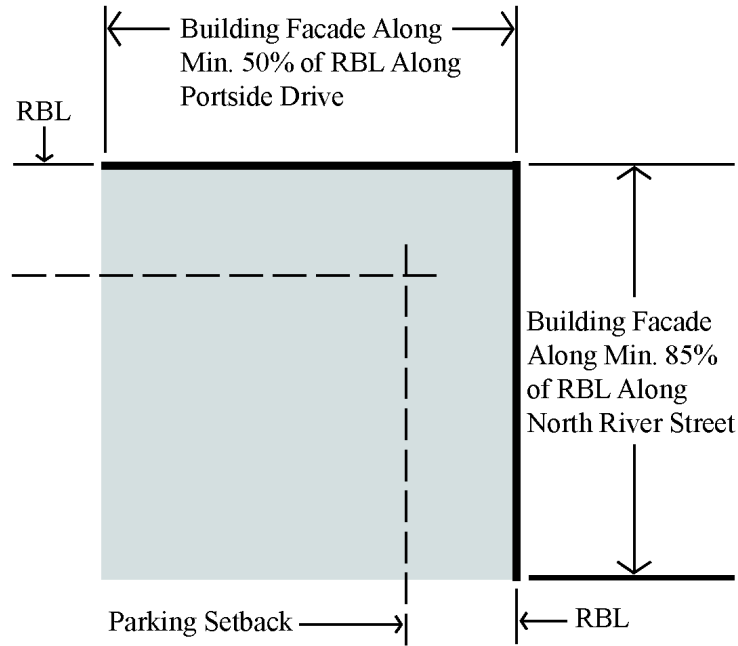 Building Facade Along
Min. 50% of RBL Along
Portside Drive
RBL
Building Facade
Along Min. 85%
of RBL Along
North River Street
Parking Setback
RBL